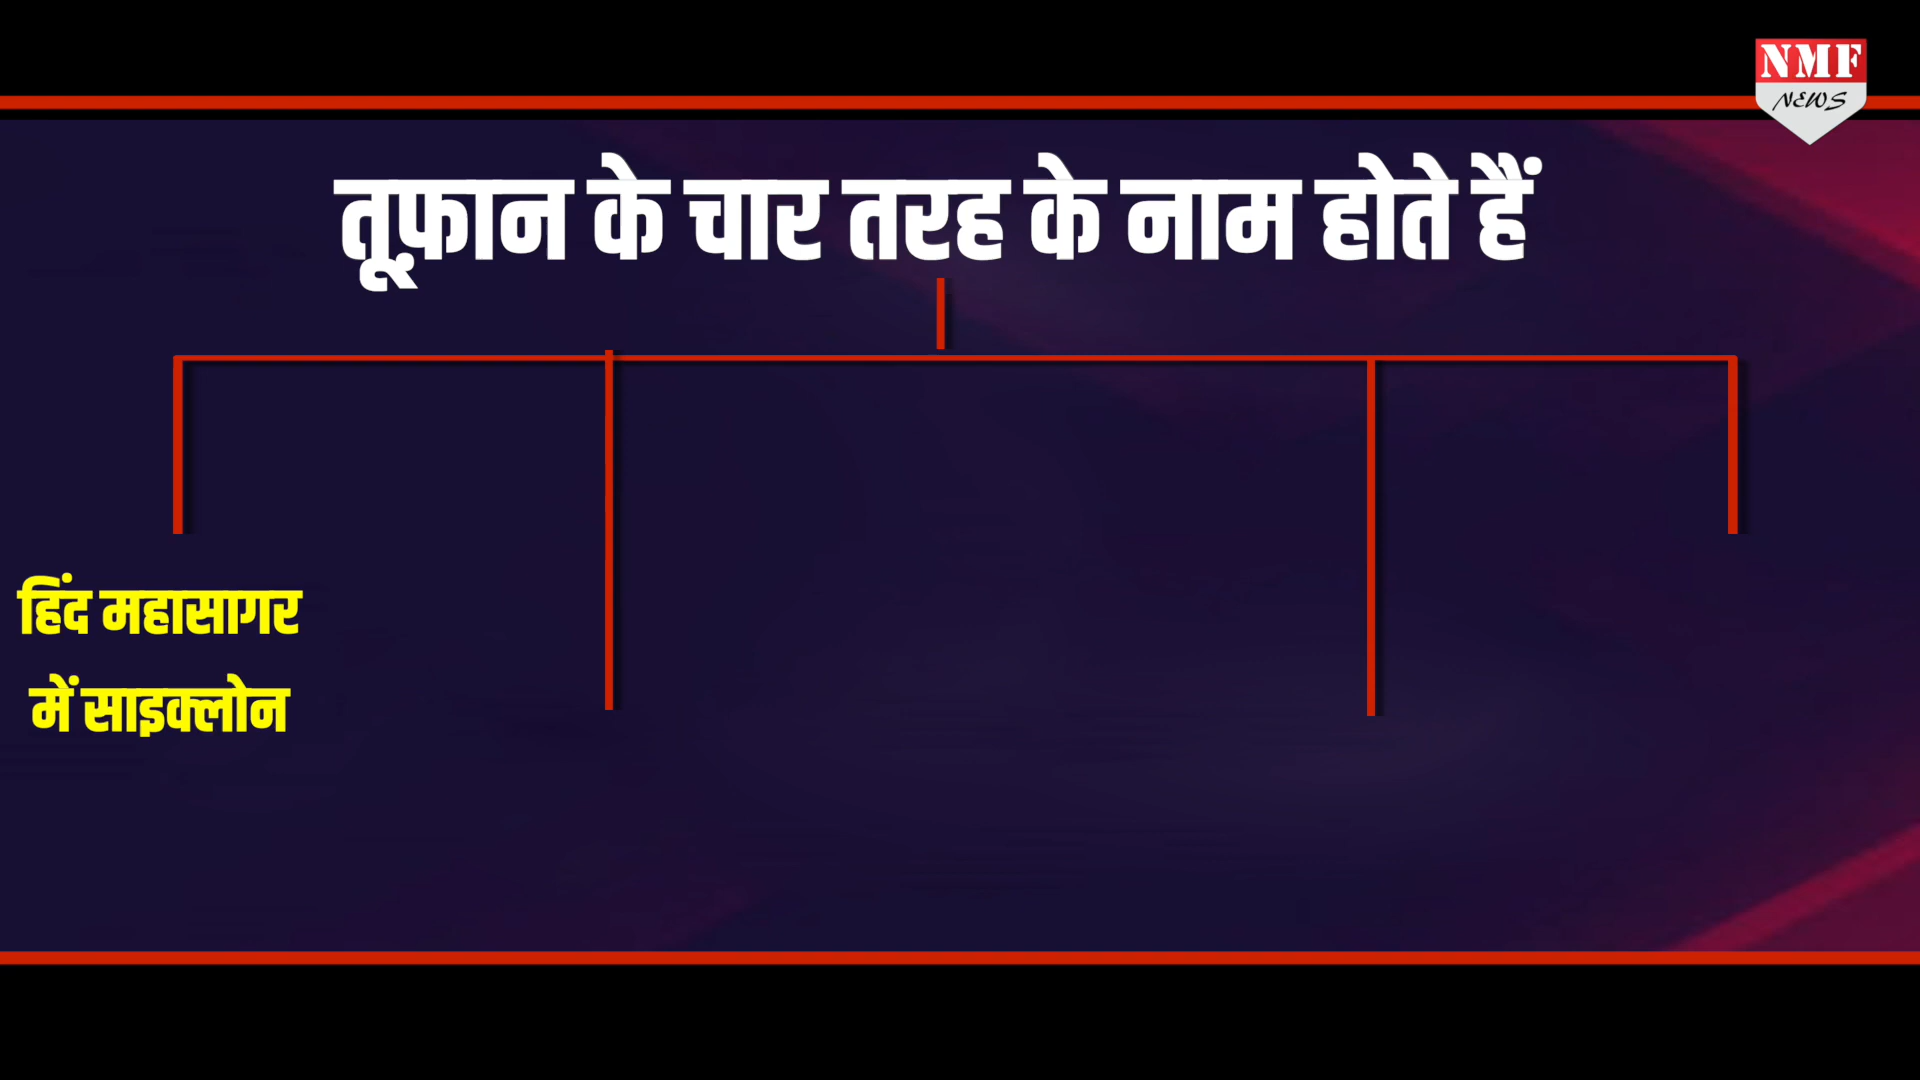 NMF
NEWS
तूफ़ान के चार तरह के नाम होते हैं
हिंद महासागर
में साइक्लोन